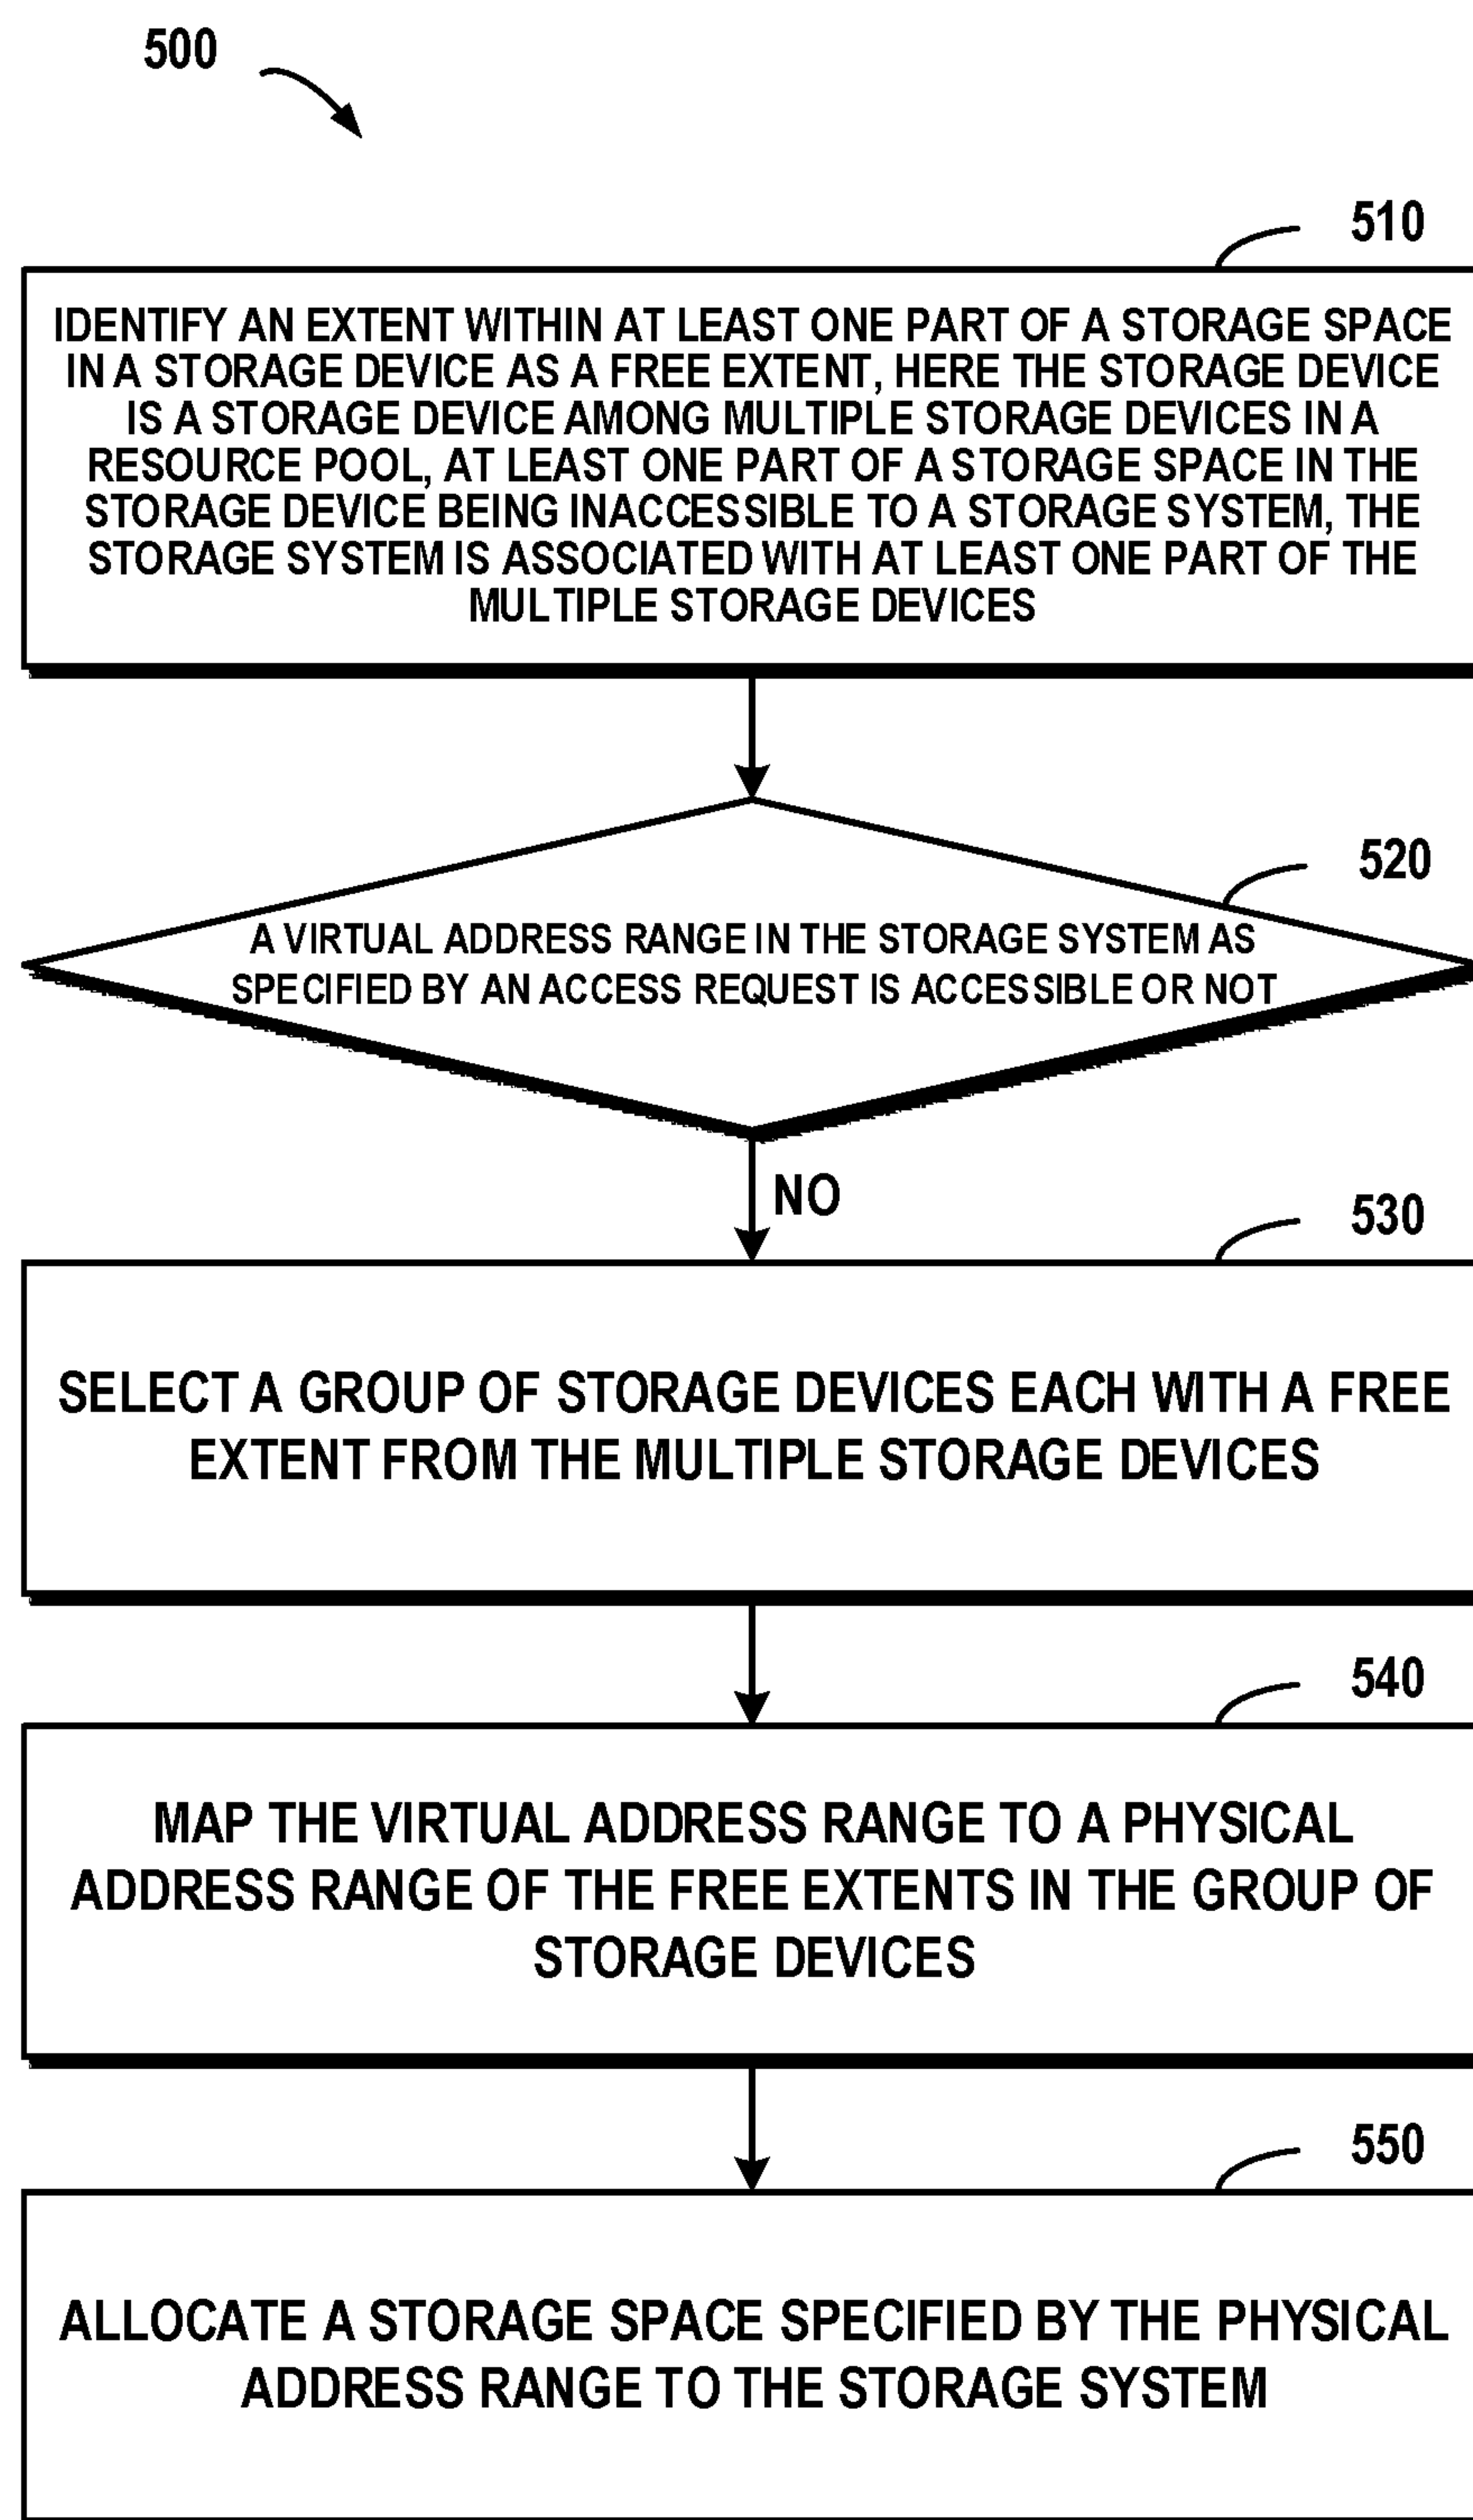 500
510
IDENTIFY AN EXTENT WITHIN AT LEAST ONE PART OF A STORAGE SPACE
IN A STORAGE DEVICE AS A FREE EXTENT, HERE THE STORAGE DEVICE
IS A STORAGE DEVICE AMONG MULTIPLE STORAGE DEVICES IN A
RESOURCE POOL, AT LEAST ONE PART OF A STORAGE SPACE IN THE
STORAGE DEVICE BEING INACCESSIBLE TO A STORAGE SYSTEM, THE
STORAGE SYSTEM IS ASSOCIATED WITH AT LEAST ONE PART OF THE
MULTIPLE STORAGE DEVICES
520
A VIRTUAL ADDRESS RANGE IN THE STORAGE SYSTEM AS
SPECIFIED BY AN ACCESS REQUEST IS ACCESSIBLE OR NOT
NO
530
SELECT A GROUP OF STORAGE DEVICES EACH WITH A FREE
EXTENT FROM THE MULTIPLE STORAGE DEVICES
540
MAP THE VIRTUAL ADDRESS RANGE TO A PHYSICAL
ADDRESS RANGE OF THE FREE EXTENTS IN THE GROUP OF
STORAGE DEVICES
550
ALLOCATE A STORAGE SPACE SPECIFIED BY THE PHYSICAL
ADDRESS RANGE TO THE STORAGE SYSTEM